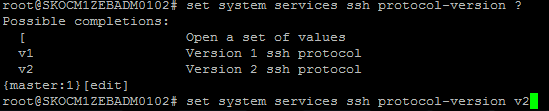 root@SKOCM1ZEBADM0102# set system services ssh protocol-version ?
Possible completions:
[ Open a set of values
v1 Version 1 ssh protocol
v2 Version 2 ssh protocol
{master:1}[edit]
root@SKOCM1ZEBADM0102# set system services ssh protocol-version v2